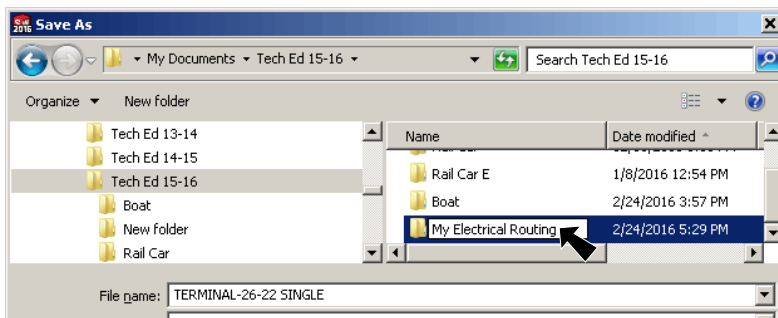 SW 2016 Save As
My Documents Tech Ed 15-16 Search Tech Ed 15-16
Organize New folder
Tech Ed 13-14
Tech Ed 14-15
Tech Ed 15-16
Boat
New folder
Rail Car
Name Date modified
Rail Car E 1/8/2016 12:54 PM
Boat 2/24/2016 3:57 PM
My Electrical Routing 2/24/2016 5:29 PM
File name: TERMINAL-26-22 SINGLE